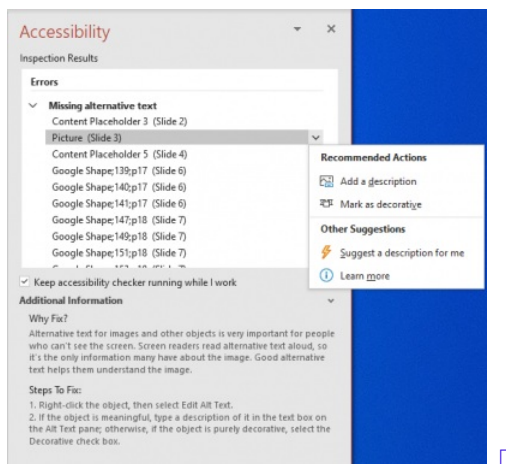 Accessibility
Inspection Results
Errors
Missing alternative text
Content Placeholder 3 (Slide 2)
Picture (Slide 3)
Content Placeholder 5 (Slide 4)
Google Shape;139;p17 (Slide 6)
Google Shape;140;p17 (Slide 6)
Google Shape;141;p17 (Slide 6)
Google Shape;147;p18 (Slide 7)
Google Shape;149;p18 (Slide 7)
Google Shape;151;p18 (Slide 7)
Recommended Actions
Add a description
Mark as decorative
Other Suggestions
Suggest a description for me
Learn more
Keep accessibility checker running while I work
Additional Information
Why Fix?
Alternative text for images and other objects is very important for people
who can't see the screen. Screen readers read alternative text aloud, so
it's the only information many have about the image. Good alternative
text helps them understand the image.
Steps To Fix:
1. Right-click the object, then select Edit Alt Text.
2. If the object is meaningful, type a description of it in the text box on
the Alt Text pane; otherwise, if the object is purely decorative, select the
Decorative check box.